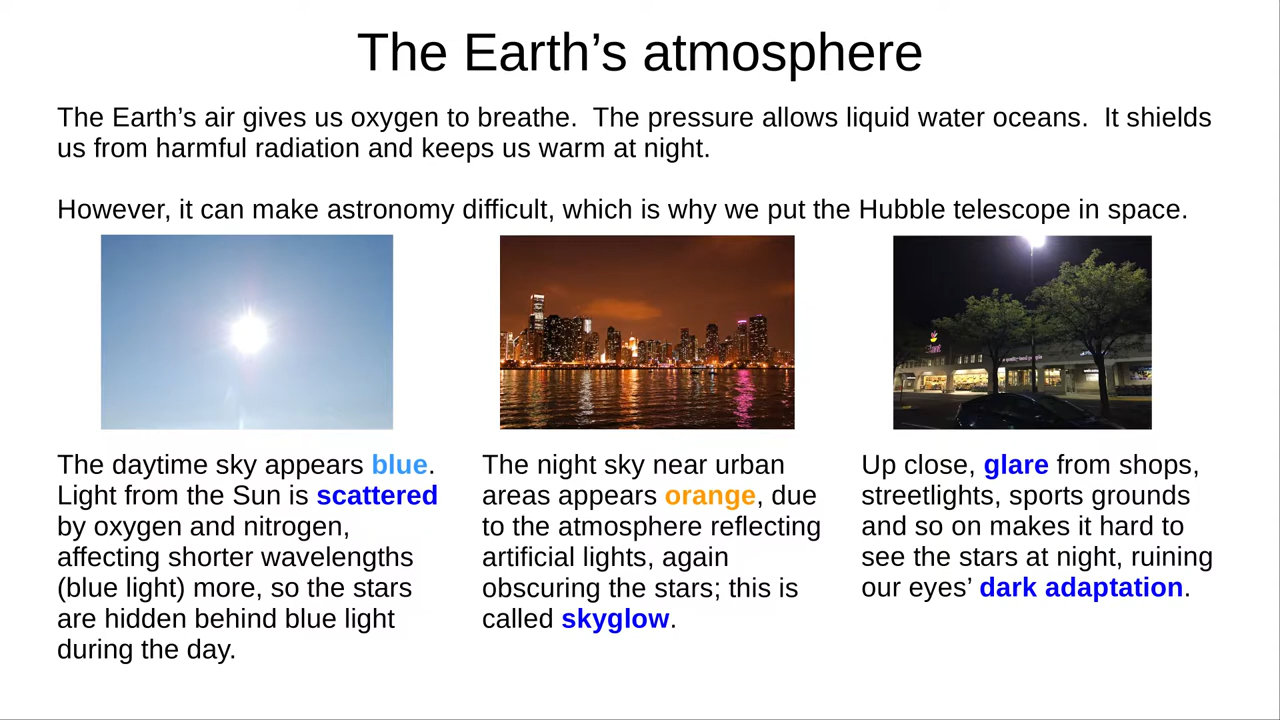 The Earth’s atmosphere
The Earth’s air gives us oxygen to breathe.  The pressure allows liquid water oceans.  It shields
us from harmful radiation and keeps us warm at night.
However, it can make astronomy difficult, which is why we put the Hubble telescope in space.
The daytime sky appears blue.
Light from the Sun is scattered
by oxygen and nitrogen,
affecting shorter wavelengths
(blue light) more, so the stars
are hidden behind blue light
during the day.
The night sky near urban
areas appears orange, due
to the atmosphere reflecting
artificial lights, again
obscuring the stars; this is
called skyglow.
Up close, glare from shops,
streetlights, sports grounds
and so on makes it hard to
see the stars at night, ruining
our eyes’ dark adaptation.